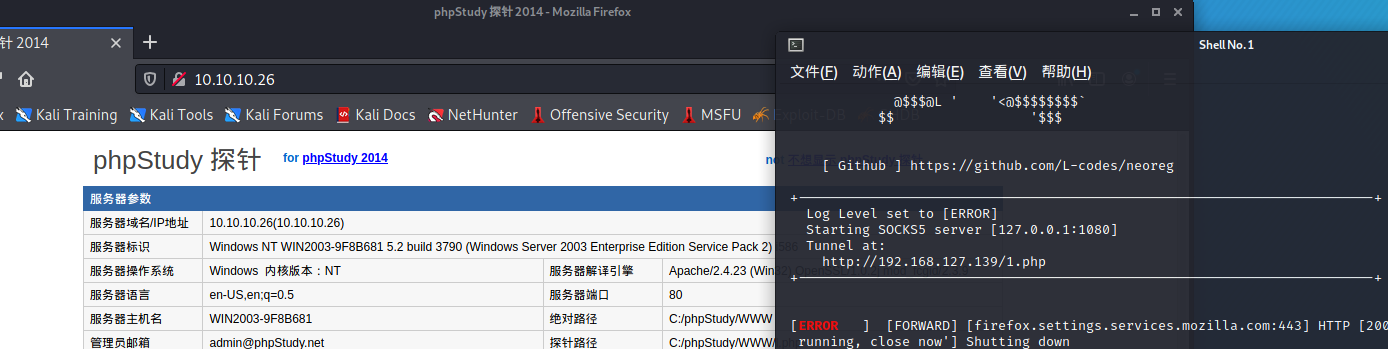 phpStudy 探针 2014 - Mozilla Firefox
针 2014
Shell No. 1
10.10.10.26
文件(F) 动作(A) 编辑(E) 查看(V) 帮助(H)
Kali Training Kali Tools Kali Forums Kali Docs NetHunter Offensive Security MSFU Exploit-DB
@$$$@L ' '<@$$$$$$$$`
$$ '$$$
phpStudy 探针 for phpStudy 2014
[ Github ] https://github.com/L-codes/neoreg
服务器参数
服务器域名/IP地址 10.10.10.26(10.10.10.26)
服务器标识 Windows NT WIN2003-9F8B681 5.2 build 3790 (Windows Server 2003 Enterprise Edition Service Pack 2) i586
服务器操作系统 Windows 内核版本：NT 服务器解译引擎 Apache/2.4.23 (Win32)
服务器语言 en-US,en;q=0.5 服务器端口 80
服务器主机名 WIN2003-9F8B681 绝对路径 C:/phpStudy/WWW
管理员邮箱 admin@phpStudy.net 探针路径 C:/phpStudy/WWW/
Log Level set to [ERROR]
Starting SOCKS5 server [127.0.0.1:1080]
Tunnel at:
http://192.168.127.139/1.php
[ERROR ] [FORWARD] [firefox.settings.services.mozilla.com:443] HTTP [200
running, close now'] Shutting down